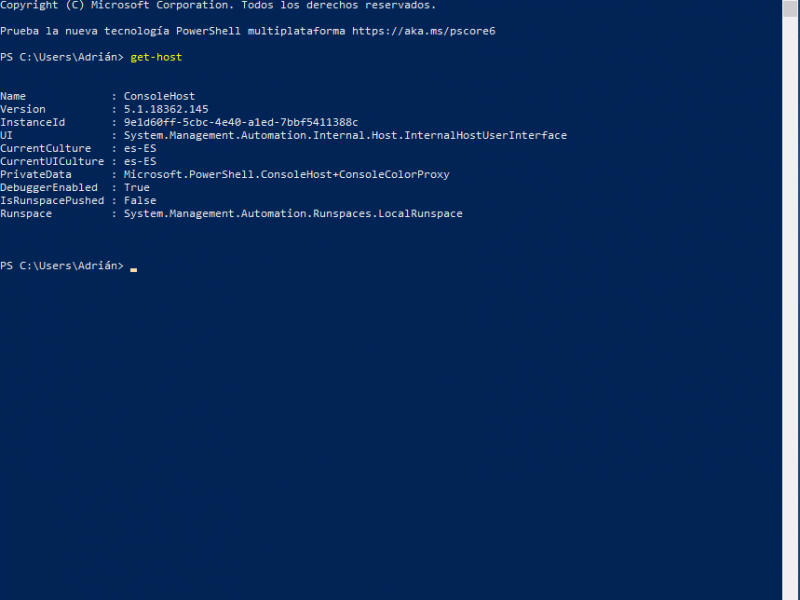 Copyright (C) Microsoft Corporation. Todos los derechos reservados.
Prueba la nueva tecnología PowerShell multiplataforma https://aka.ms/pscore6
PS C:\Users\Adrián> get-host
Name : ConsoleHost
Version : 5.1.18362.145
InstanceId : 9e1d60ff-5cbc-4e40-a1ed-7bbf5411388c
UI : System.Management.Automation.Internal.Host.InternalHostUserInterface
CurrentCulture : es-ES
CurrentUICulture : es-ES
PrivateData : Microsoft.PowerShell.ConsoleHost+ConsoleColorProxy
DebuggerEnabled : True
IsRunspacePushed : False
Runspace : System.Management.Automation.Runspaces.LocalRunspace
PS C:\Users\Adrián>